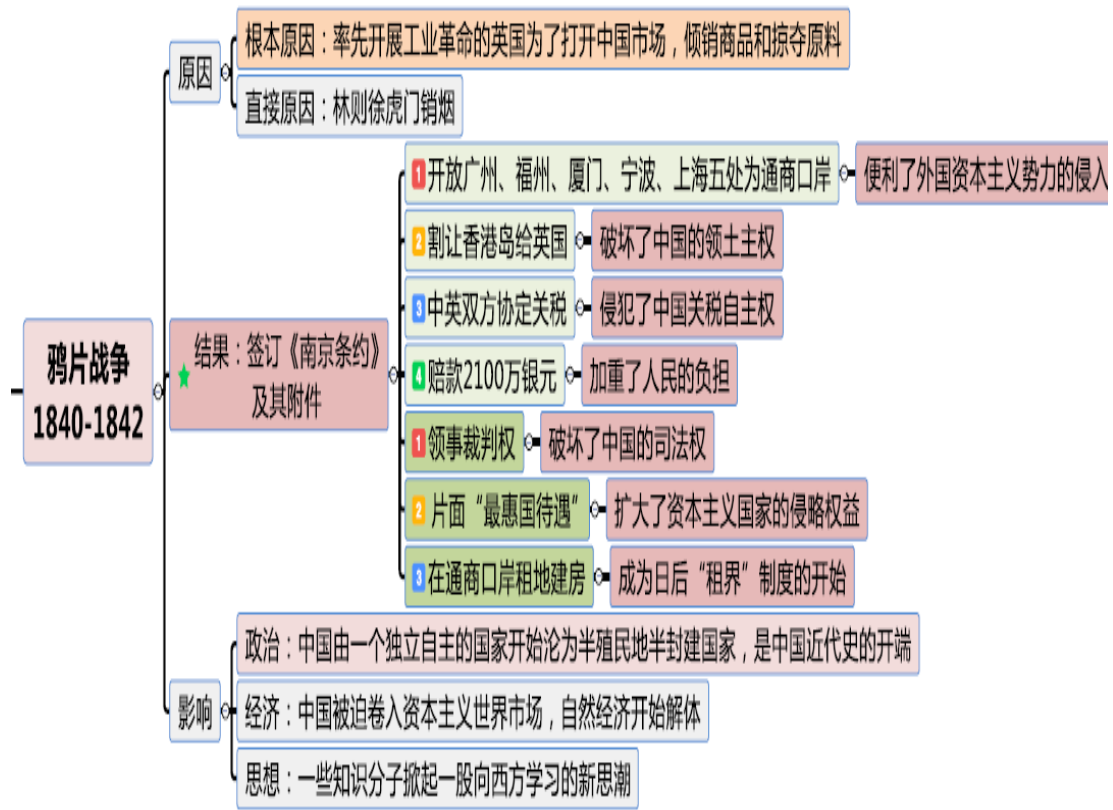 鸦片战争
1840-1842
原因
根本原因：率先开展工业革命的英国为了打开中国市场，倾销商品和掠夺原料
直接原因：林则徐虎门销烟
结果：签订《南京条约》
及其附件
1 开放广州、福州、厦门、宁波、上海五处为通商口岸
便利了外国资本主义势力的侵入
2 割让香港岛给英国
破坏了中国的领土主权
3 中英双方协定关税
侵犯了中国关税自主权
4 赔款2100万银元
加重了人民的负担
1 领事裁判权
破坏了中国的司法权
2 片面“最惠国待遇”
扩大了资本主义国家的侵略权益
3 在通商口岸租地建房
成为日后“租界”制度的开始
影响
政治：中国由一个独立自主的国家开始沦为半殖民地半封建国家，是中国近代史的开端
经济：中国被迫卷入资本主义世界市场，自然经济开始解体
思想：一些知识分子掀起一股向西方学习的新思潮